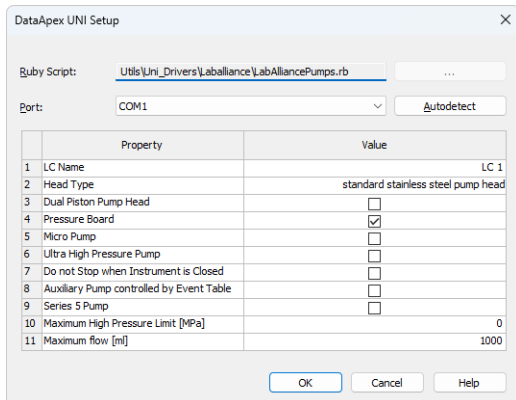 DataApex UNI Setup
Ruby Script: Utils\Uni_Drivers\Laballiance\LabAlliancePumps.rb ...
Port: COM1 Autodetect
Property Value
1 LC Name LC 1
2 Head Type standard stainless steel pump head
3 Dual Piston Pump Head
4 Pressure Board
5 Micro Pump
6 Ultra High Pressure Pump
7 Do not Stop when Instrument is Closed
8 Auxiliary Pump controlled by Event Table
9 Series 5 Pump
10 Maximum High Pressure Limit [MPa] 0
11 Maximum flow [ml] 1000
OK Cancel Help